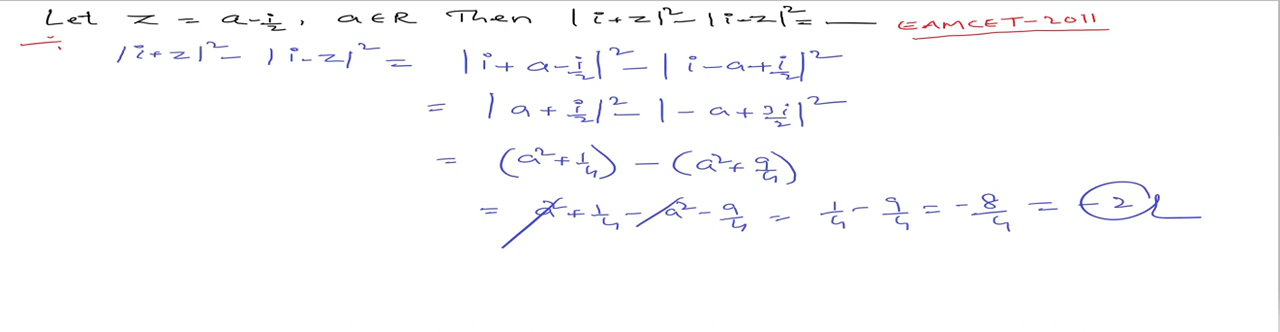 Let z = a - i/2, a ∈ R Then |i+z|² - |i-z|² = —— EAMCET-2011
|i+z|² - |i-z|² = |i + a - i/2|² - |i - a + i/2|²
= |a + i/2|² - |- a + 3i/2|²
= (a² + 1/4) - (a² + 9/4)
= a² + 1/4 - a² - 9/4 = 1/4 - 9/4 = -8/4 = -2